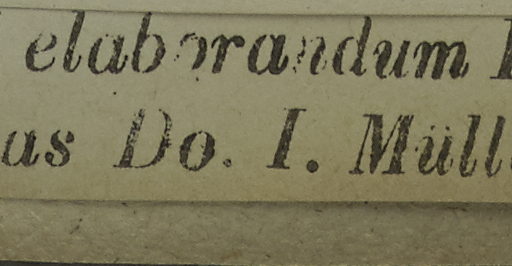 elaborandum
as Do. I. Müll